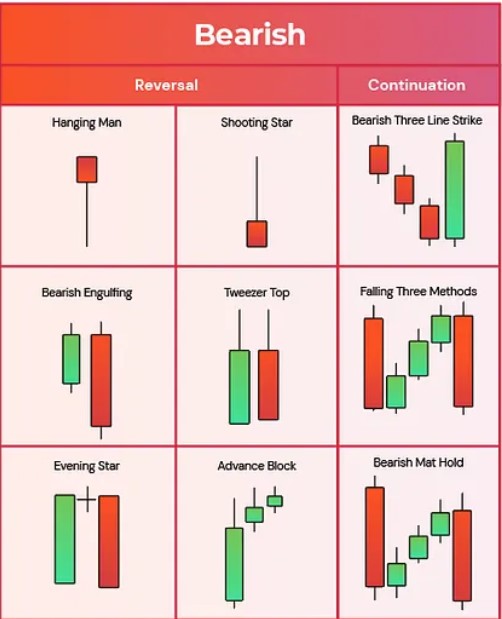 Bearish
Reversal
Continuation
Hanging Man
Shooting Star
Bearish Three Line Strike
Bearish Engulfing
Tweezer Top
Falling Three Methods
Evening Star
Advance Block
Bearish Mat Hold